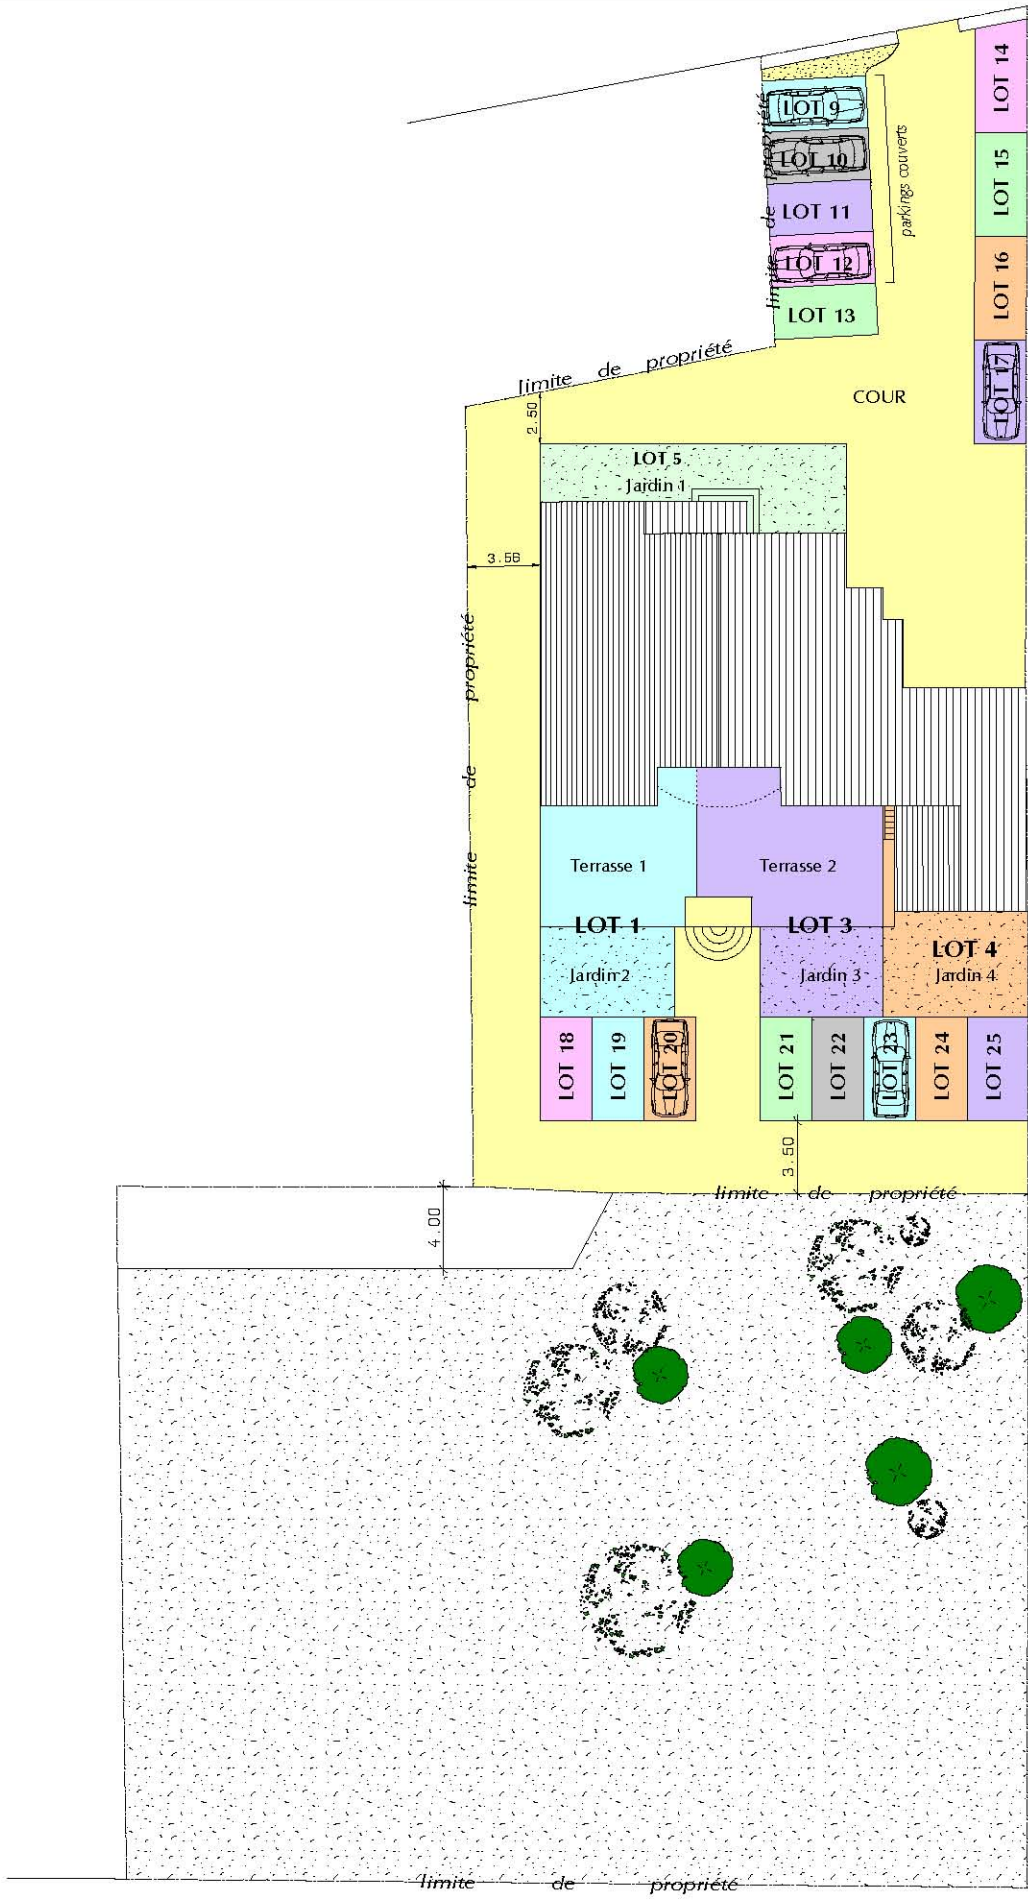 LOT 14
LOT 9
LOT 10
LOT 11
LOT 12
LOT 13
limite de propriété
parkings couverts
LOT 15
LOT 16
LOT 17
limite de propriété
COUR
2.50
LOT 5
Jardin 1
3.56
limite de propriété
Terrasse 1
Terrasse 2
LOT 1
LOT 3
LOT 4
Jardin 2
Jardin 3
Jardin 4
LOT 18
LOT 19
LOT 20
LOT 21
LOT 22
LOT 23
LOT 24
LOT 25
3.50
limite de propriété
4.00
limite de propriété